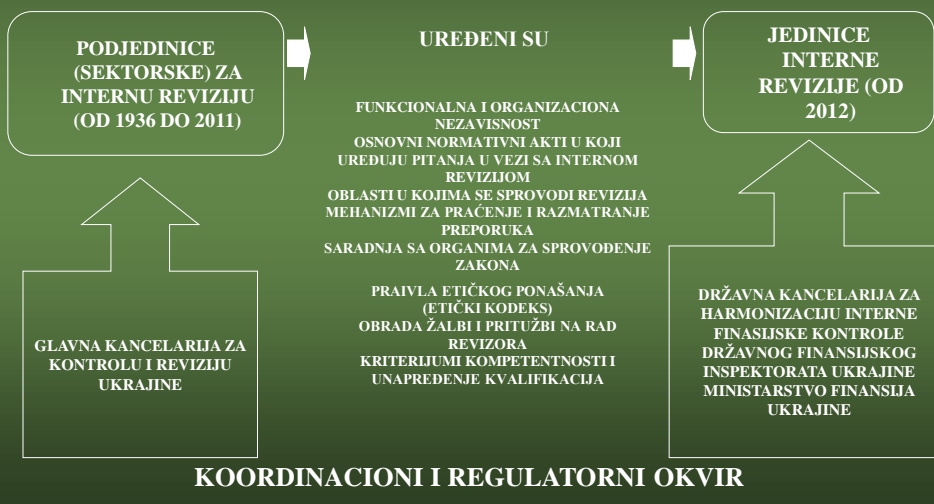 PODJEDINICE
(SEKTORSKE) ZA
INTERNU REVIZIJU
(OD 1936 DO 2011)
UREĐENI SU
FUNKCIONALNA I ORGANIZACIONA
NEZAVISNOST
OSNOVNI NORMATIVNI AKTI U KOJI
UREĐUJU PITANJA U VEZI SA INTERNOM
REVIZIJOM
OBLASTI U KOJIMA SE SPROVODI REVIZIJA
MEHANIZMI ZA PRAĆENJE I RAZMATRANJE
PREPORUKA
SARADNJA SA ORGANIMA ZA SPROVOĐENJE
ZAKONA
PRAIVLA ETIČKOG PONAŠANJA
(ETIČKI KODEKS)
OBRADA ŽALBI I PRITUŽBI NA RAD
REVIZORA
KRITERIJUMI KOMPETENTNOSTI I
UNAPREĐENJE KVALIFIKACIJA
JEDINICE
INTERNE
REVIZIJE (OD
2012)
GLAVNA KANCELARIJA ZA
KONTROLU I REVIZIJU
UKRAJINE
DRŽAVNA KANCELARIJA ZA
HARMONIZACIJU INTERNE
FINASIJSKE KONTROLE
DRŽAVNOG FINANSIJSKOG
INSPEKTORATA UKRAJINE
MINISTARSTVO FINANSIJA
UKRAJINE
KOORDINACIONI I REGULATORNI OKVIR